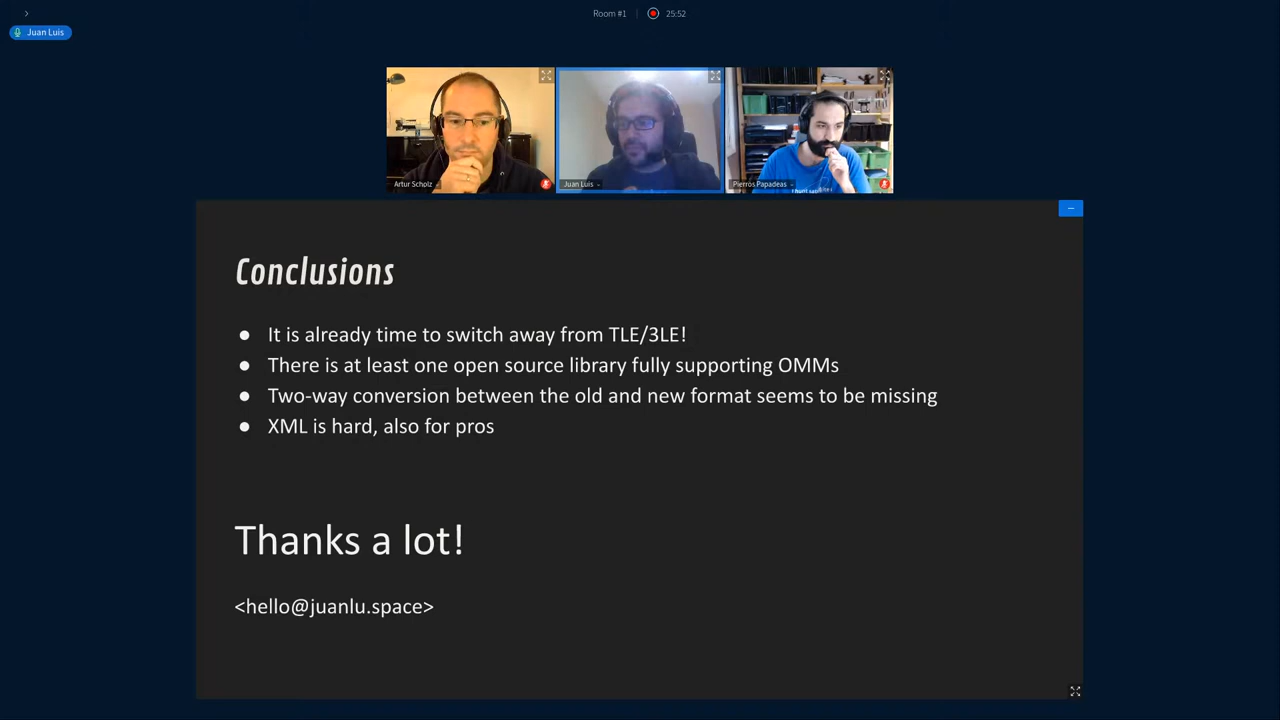 Room #1
25:52
Juan Luis
Artur Scholz
Juan Luis
Pierros Papadeas
Conclusions
● It is already time to switch away from TLE/3LE!
● There is at least one open source library fully supporting OMMs
● Two-way conversion between the old and new format seems to be missing
● XML is hard, also for pros
Thanks a lot!
<hello@juanlu.space>